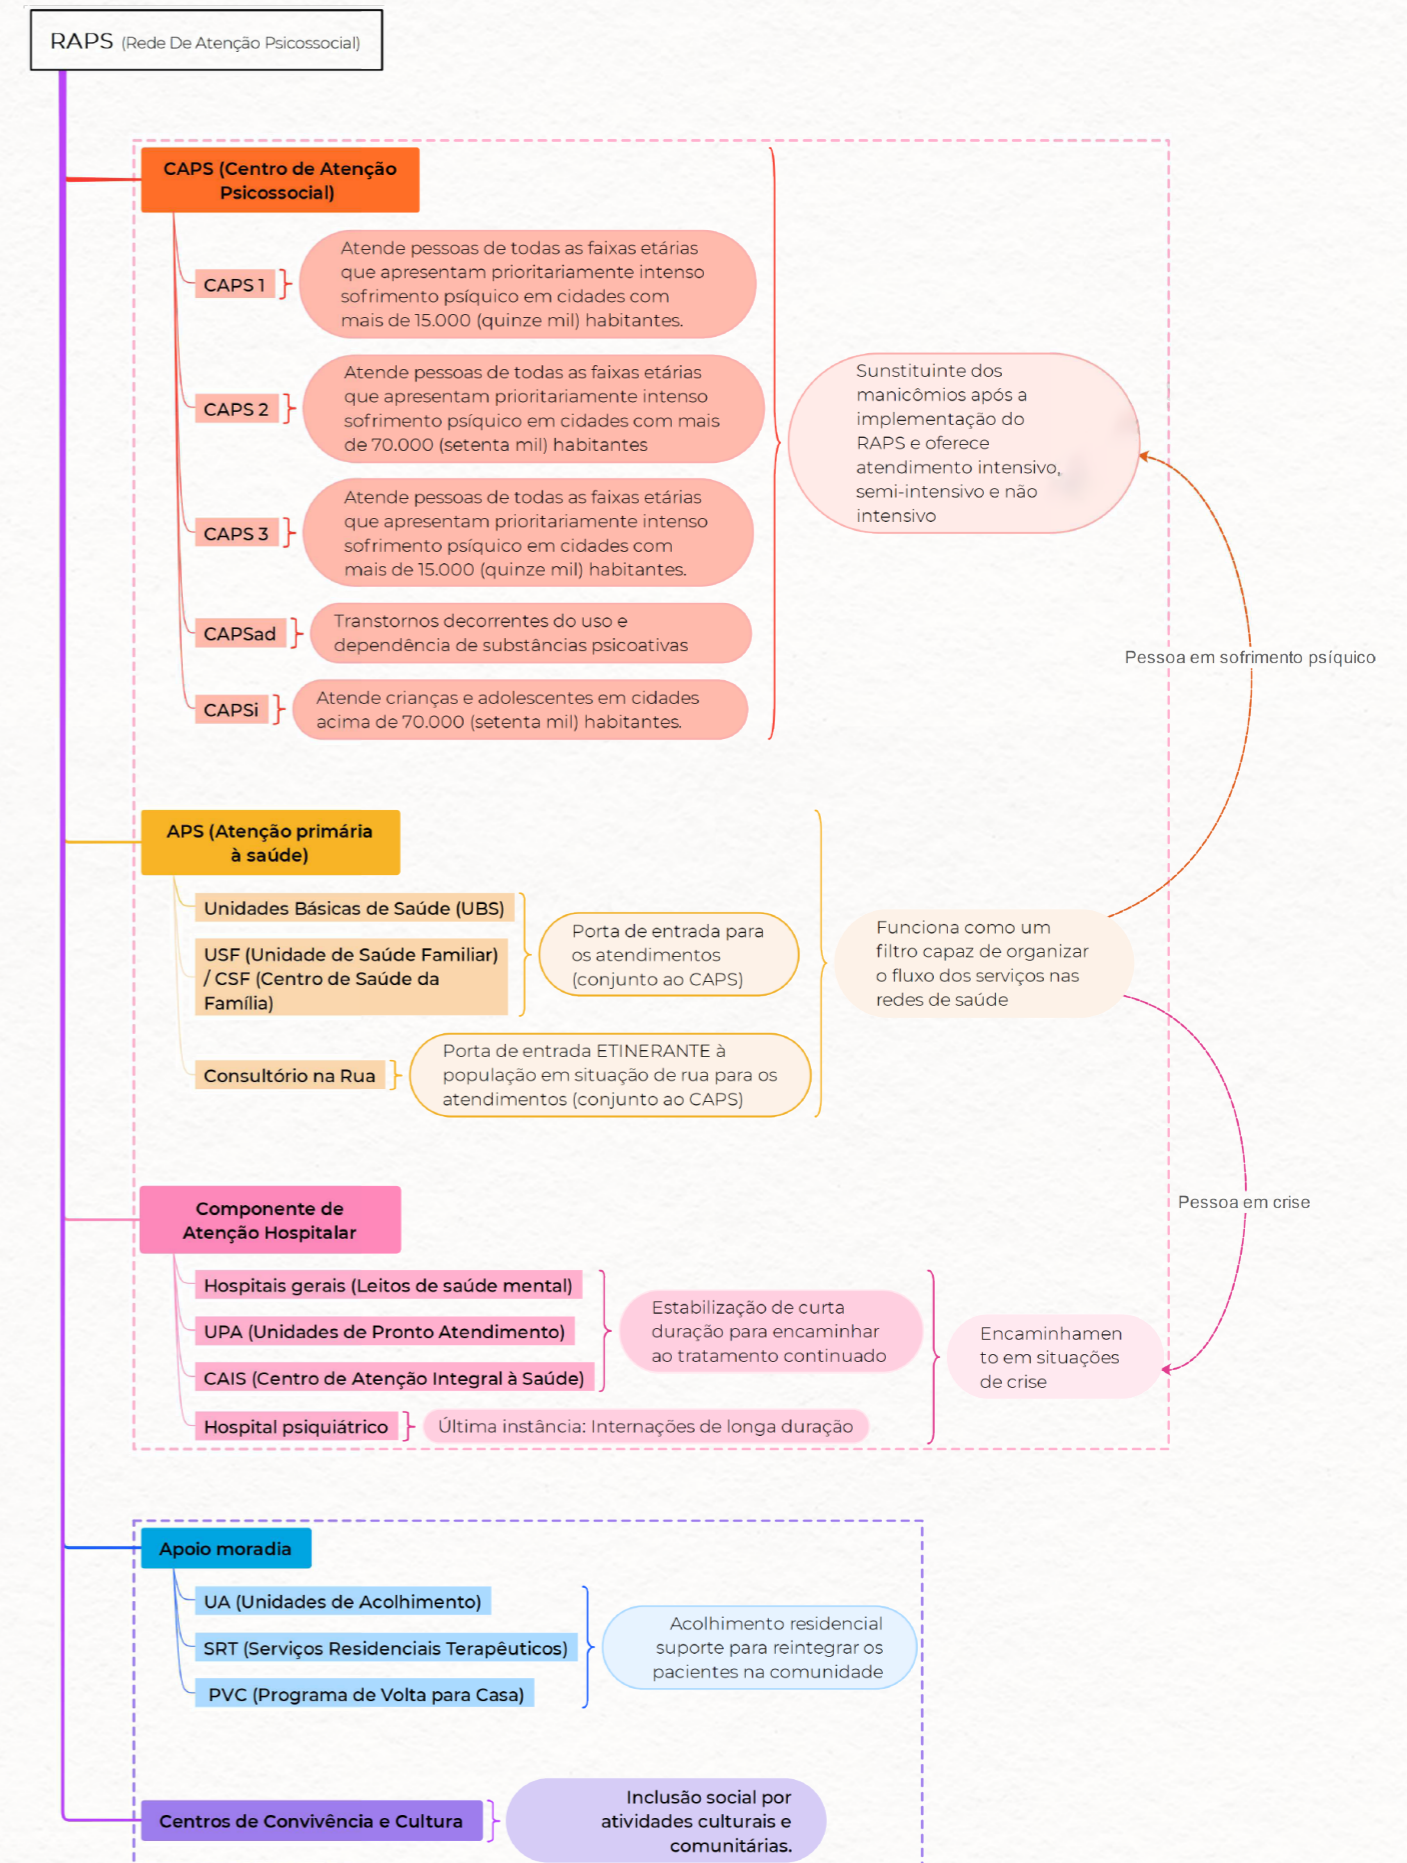 RAPS (Rede De Atenção Psicossocial)
CAPS (Centro de Atenção
Psicossocial)
CAPS 1
Atende pessoas de todas as faixas etárias
que apresentam prioritariamente intenso
sofrimento psíquico em cidades com
mais de 15.000 (quinze mil) habitantes.
CAPS 2
Atende pessoas de todas as faixas etárias
que apresentam prioritariamente intenso
sofrimento psíquico em cidades com mais
de 70.000 (setenta mil) habitantes
CAPS 3
Atende pessoas de todas as faixas etárias
que apresentam prioritariamente intenso
sofrimento psíquico em cidades com
mais de 15.000 (quinze mil) habitantes.
CAPSad
Transtornos decorrentes do uso e
dependência de substâncias psicoativas
CAPSi
Atende crianças e adolescentes em cidades
acima de 70.000 (setenta mil) habitantes.
Sunstituinte dos
manicômios após a
implementação do
RAPS e oferece
atendimento intensivo,
semi-intensivo e não
intensivo
Pessoa em sofrimento psíquico
APS (Atenção primária
à saúde)
Unidades Básicas de Saúde (UBS)
USF (Unidade de Saúde Familiar)
/ CSF (Centro de Saúde da
Família)
Porta de entrada para
os atendimentos
(conjunto ao CAPS)
Consultório na Rua
Porta de entrada ETINERANTE à
população em situação de rua para os
atendimentos (conjunto ao CAPS)
Funciona como um
filtro capaz de organizar
o fluxo dos serviços nas
redes de saúde
Pessoa em crise
Componente de
Atenção Hospitalar
Hospitais gerais (Leitos de saúde mental)
UPA (Unidades de Pronto Atendimento)
CAIS (Centro de Atenção Integral à Saúde)
Estabilização de curta
duração para encaminhar
ao tratamento continuado
Hospital psiquiátrico
Última instância: Internações de longa duração
Encaminhamen
to em situações
de crise
Apoio moradia
UA (Unidades de Acolhimento)
SRT (Serviços Residenciais Terapêuticos)
PVC (Programa de Volta para Casa)
Acolhimento residencial
suporte para reintegrar os
pacientes na comunidade
Centros de Convivência e Cultura
Inclusão social por
atividades culturais e
comunitárias.